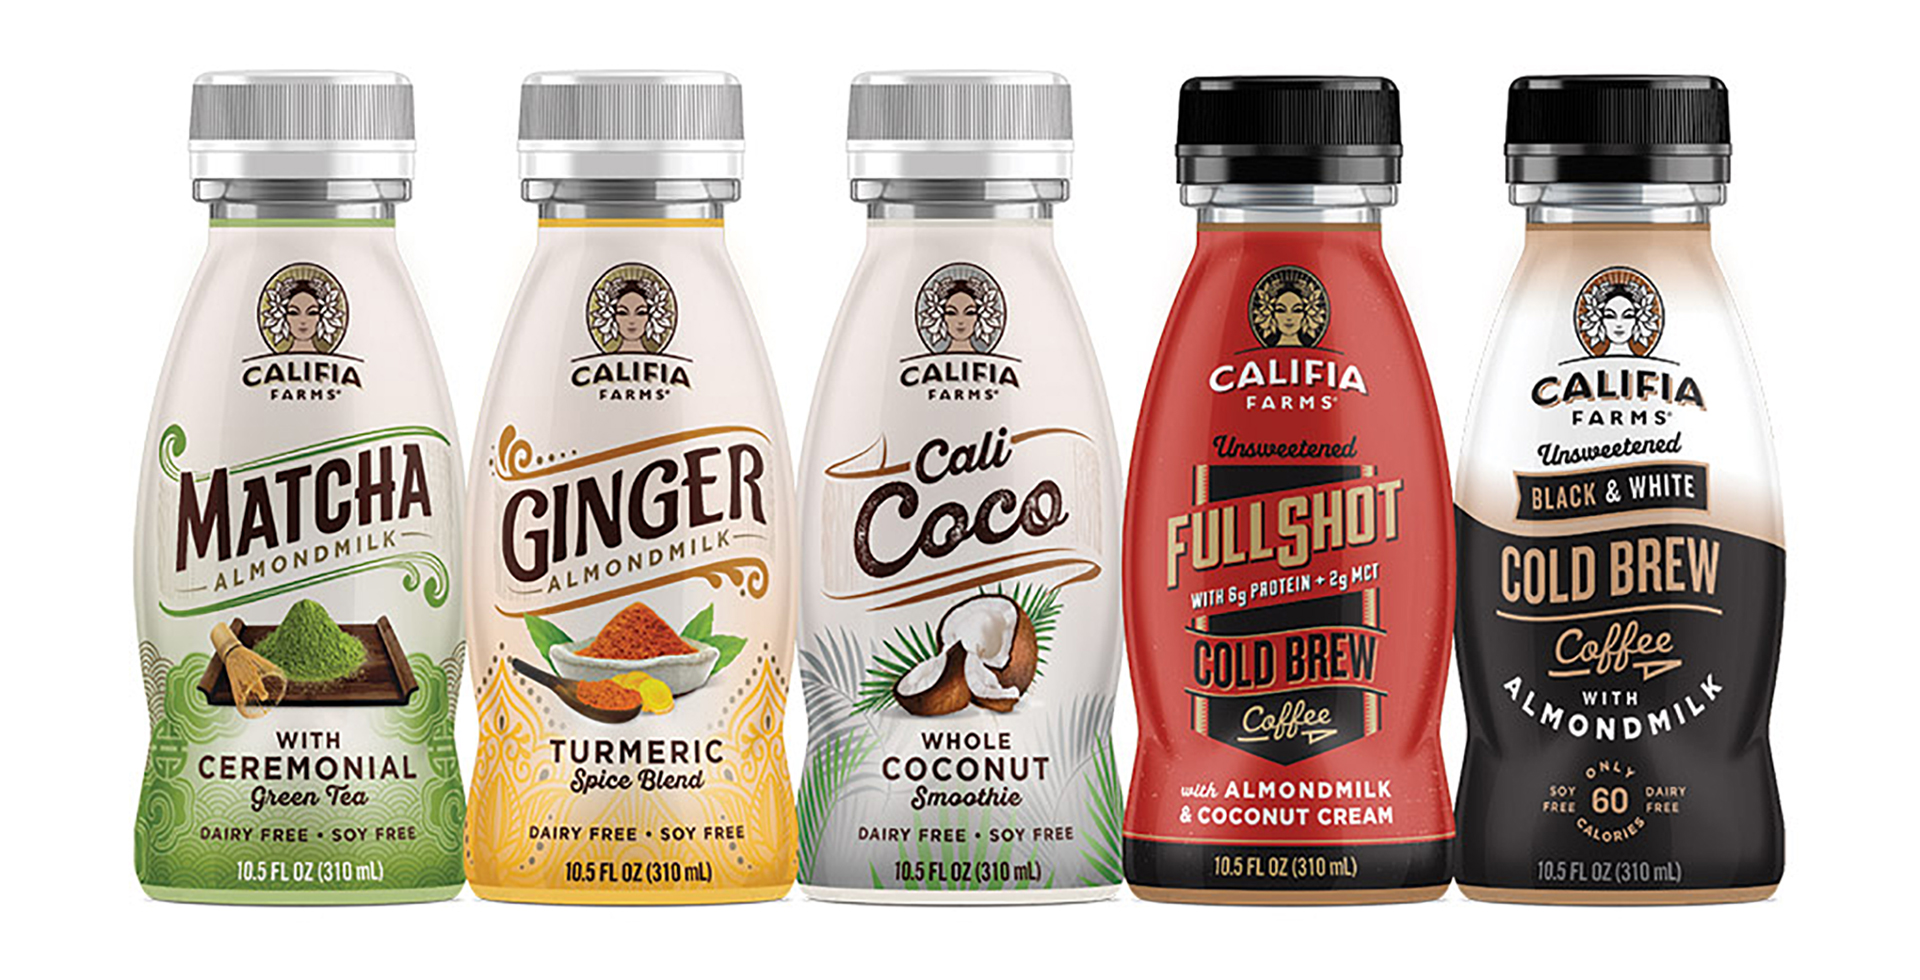 CALIFIA
FARMS®
MATCHA
ALMONDMILK
WITH
CEREMONIAL
Green Tea
DAIRY FREE • SOY FREE
10.5 FL OZ (310 mL)
CALIFIA
FARMS®
GINGER
ALMONDMILK
TURMERIC
Spice Blend
DAIRY FREE • SOY FREE
10.5 FL OZ (310 mL)
CALIFIA
FARMS®
Cali
Coco
WHOLE
COCONUT
Smoothie
DAIRY FREE • SOY FREE
10.5 FL OZ (310 mL)
CALIFIA
FARMS®
Unsweetened
FULLSHOT
WITH 6g PROTEIN + 2g MCT
COLD BREW
Coffee
with ALMONDMILK
& COCONUT CREAM
10.5 FL OZ (310 mL)
CALIFIA
FARMS®
Unsweetened
BLACK & WHITE
COLD BREW
Coffee
WITH
ALMONDMILK
SOY FREE
ONLY 60 CALORIES
DAIRY FREE
10.5 FL OZ (310 mL)